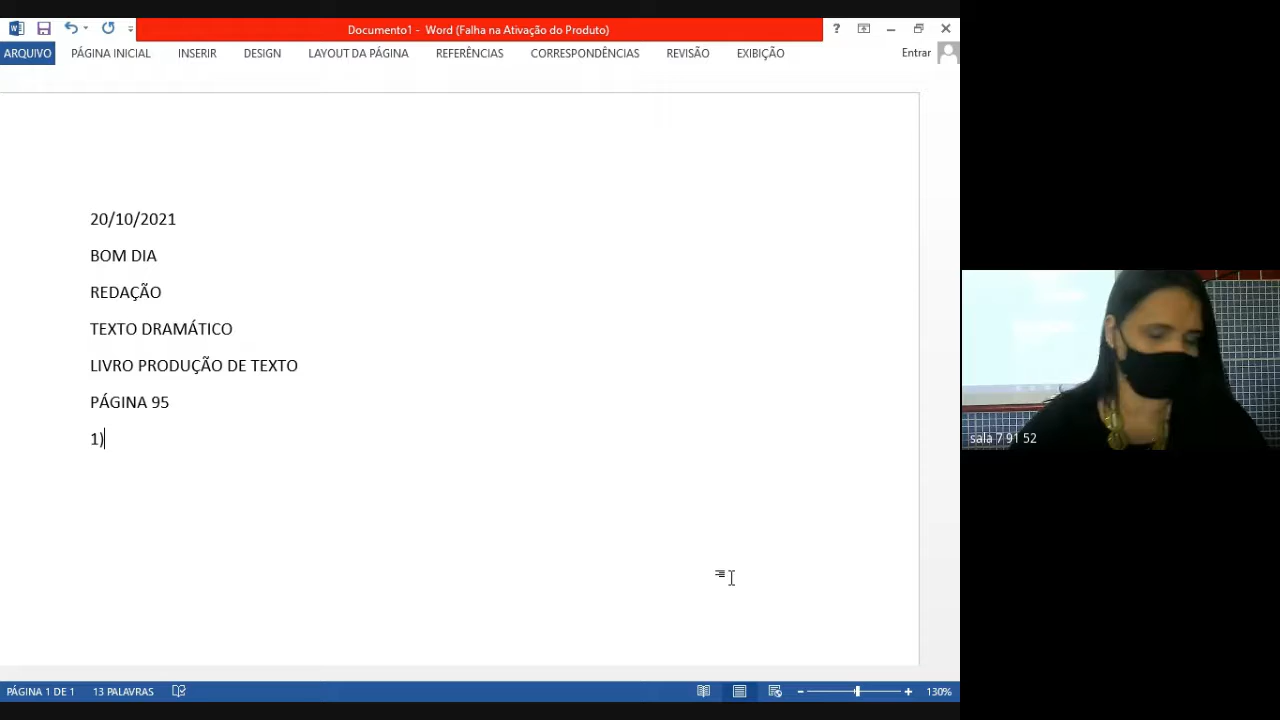 Documento1 - Word (Falha na Ativação do Produto)
?
ARQUIVO PÁGINA INICIAL INSERIR DESIGN LAYOUT DA PÁGINA REFERÊNCIAS CORRESPONDÊNCIAS REVISÃO EXIBIÇÃO Entrar
20/10/2021
BOM DIA
REDAÇÃO
TEXTO DRAMÁTICO
LIVRO PRODUÇÃO DE TEXTO
PÁGINA 95
1)
sala 7 91 52
PÁGINA 1 DE 1 13 PALAVRAS 130%